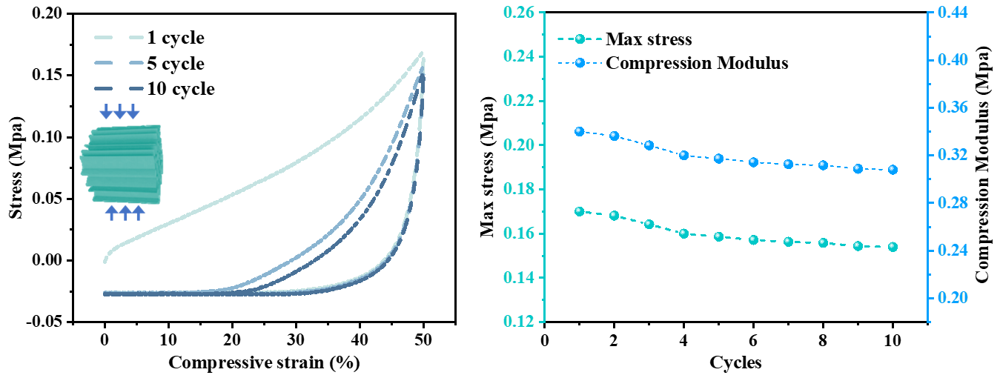 0.20
0.15
0.10
0.05
0.00
-0.05
Stress (Mpa)
1 cycle
5 cycle
10 cycle
0 10 20 30 40 50
Compressive strain (%)
0.26
0.24
0.22
0.20
0.18
0.16
0.14
0.12
Max stress (Mpa)
Max stress
Compression Modulus
0 2 4 6 8 10
Cycles
0.44
0.40
0.36
0.32
0.28
0.24
0.20
Compression Modulus (Mpa)